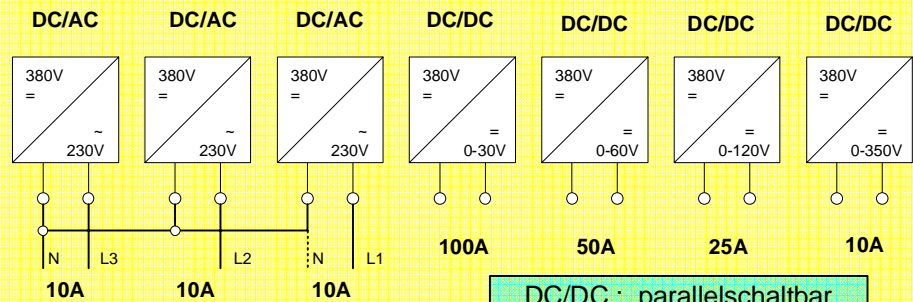 DC/AC DC/AC DC/AC DC/DC DC/DC DC/DC DC/DC
380V 380V 380V 380V 380V 380V 380V
= = = = = = =
~ ~ ~ = = = =
230V 230V 230V 0-30V 0-60V 0-120V 0-350V
N L3 L2 N L1
100A 50A 25A 10A
10A 10A 10A
DC/DC : parallelschaltbar